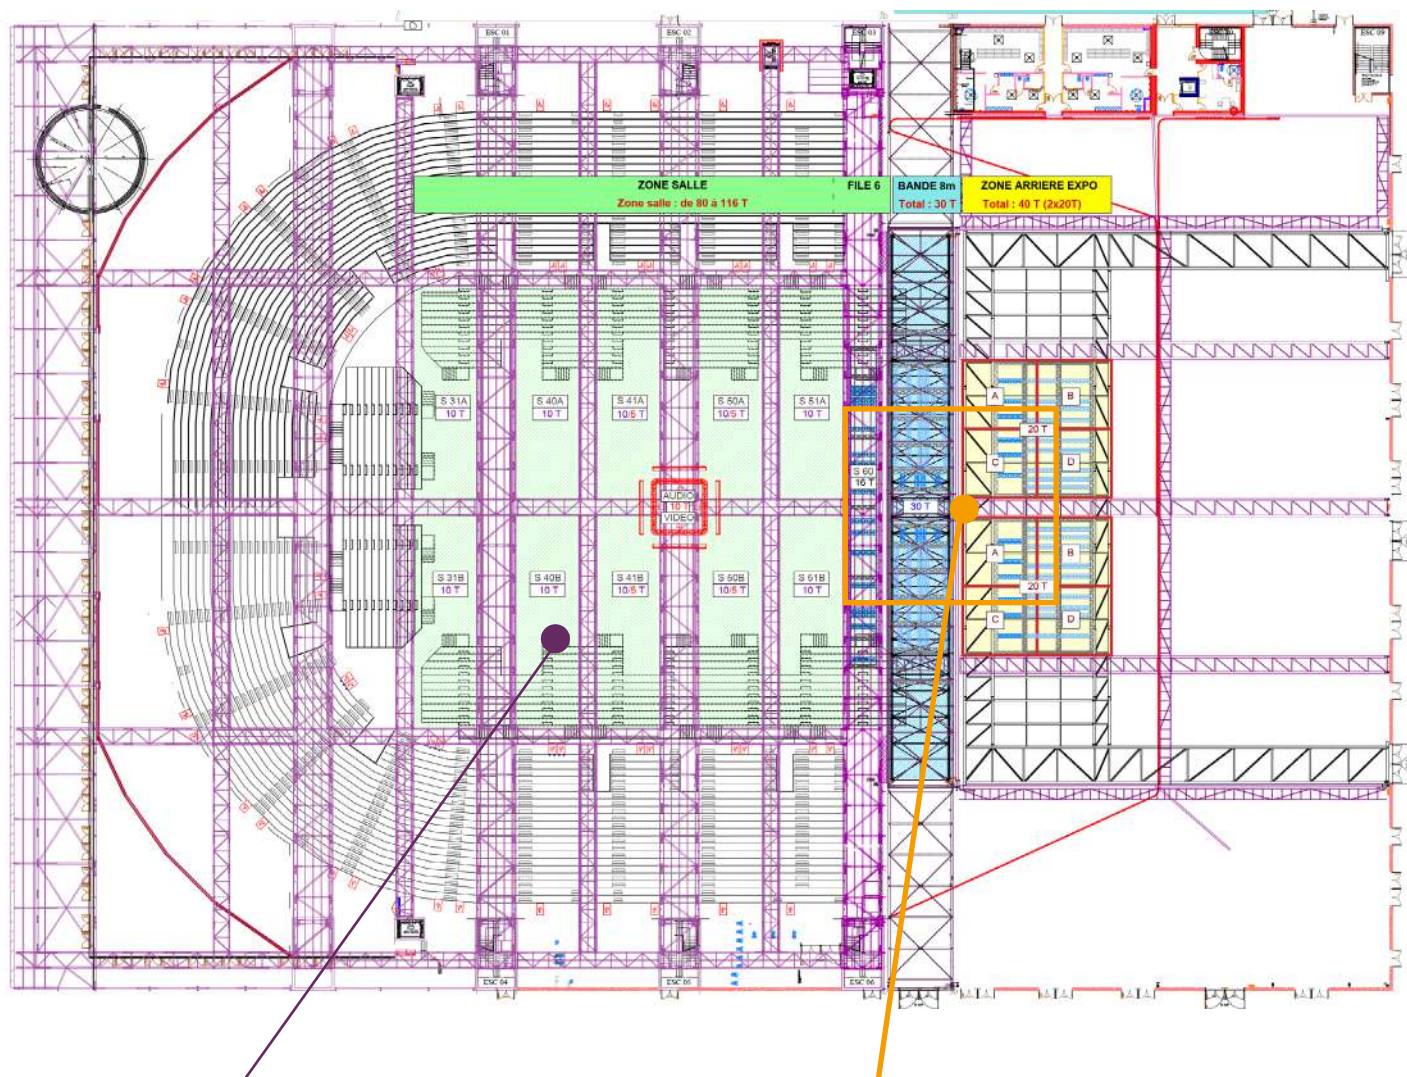 ESC 01
ESC 02
ESC 03
ESC 09
ZONE SALLE
Zone salle : de 80 à 116 T
FILE 6
BANDE 8m
Total : 30 T
ZONE ARRIERE EXPO
Total : 40 T (2x20T)
S 31A
10 T
S 40A
10 T
S 41A
10/5 T
S 50A
10/5 T
S 51A
10 T
A
B
20 T
C
D
S 60
16 T
AUDIO
10 T
VIDEO
30 T
S 31B
10 T
S 40B
10 T
S 41B
10/5 T
S 50B
10/5 T
S 51B
10 T
A
B
20 T
C
D
ESC 04
ESC 05
ESC 06